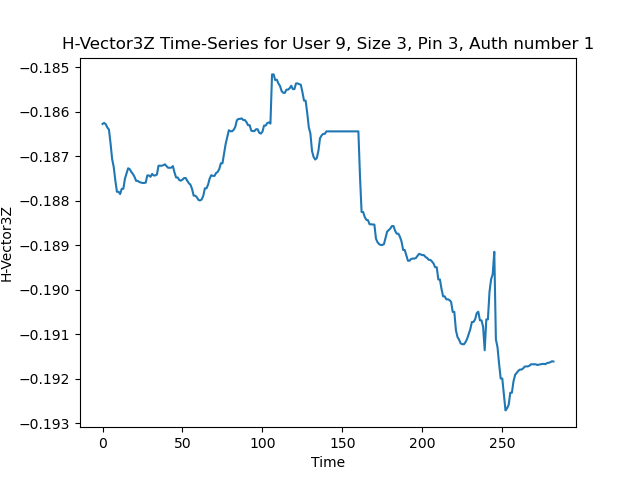 H-Vector3Z Time-Series for User 9, Size 3, Pin 3, Auth number 1
−0.185
−0.186
−0.187
−0.188
−0.189
−0.190
−0.191
−0.192
−0.193
H-Vector3Z
0 50 100 150 200 250
Time